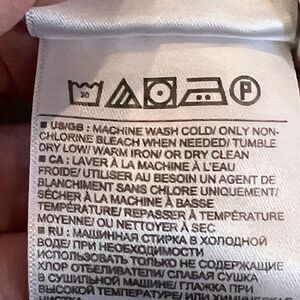 30
P
■ US/GB : MACHINE WASH COLD/ ONLY NON-
CHLORINE BLEACH WHEN NEEDED/ TUMBLE
DRY LOW/ WARM IRON/ OR DRY CLEAN
■ CA : LAVER À LA MACHINE À L'EAU
FROIDE/ UTILISER AU BESOIN UN AGENT DE
BLANCHIMENT SANS CHLORE UNIQUEMENT/
SÉCHER À LA MACHINE À BASSE
TEMPÉRATURE/ REPASSER À TEMPÉRATURE
MOYENNE/ OU NETTOYER À SEC
■ RU : МАШИННАЯ СТИРКА В ХОЛОДНОЙ
ВОДЕ/ ПРИ НЕОБХОДИМОСТИ
ИСПОЛЬЗОВАТЬ ТОЛЬКО НЕ СОДЕРЖАЩИЕ
ХЛОР ОТБЕЛИВАТЕЛИ/ СЛАБАЯ СУШКА
В СУШИЛЬНОЙ МАШИНЕ/ ГЛАЖКА ПРИ
ВЫСОКОЙ ТЕМПЕРАТУРЕ/ ИЛИ